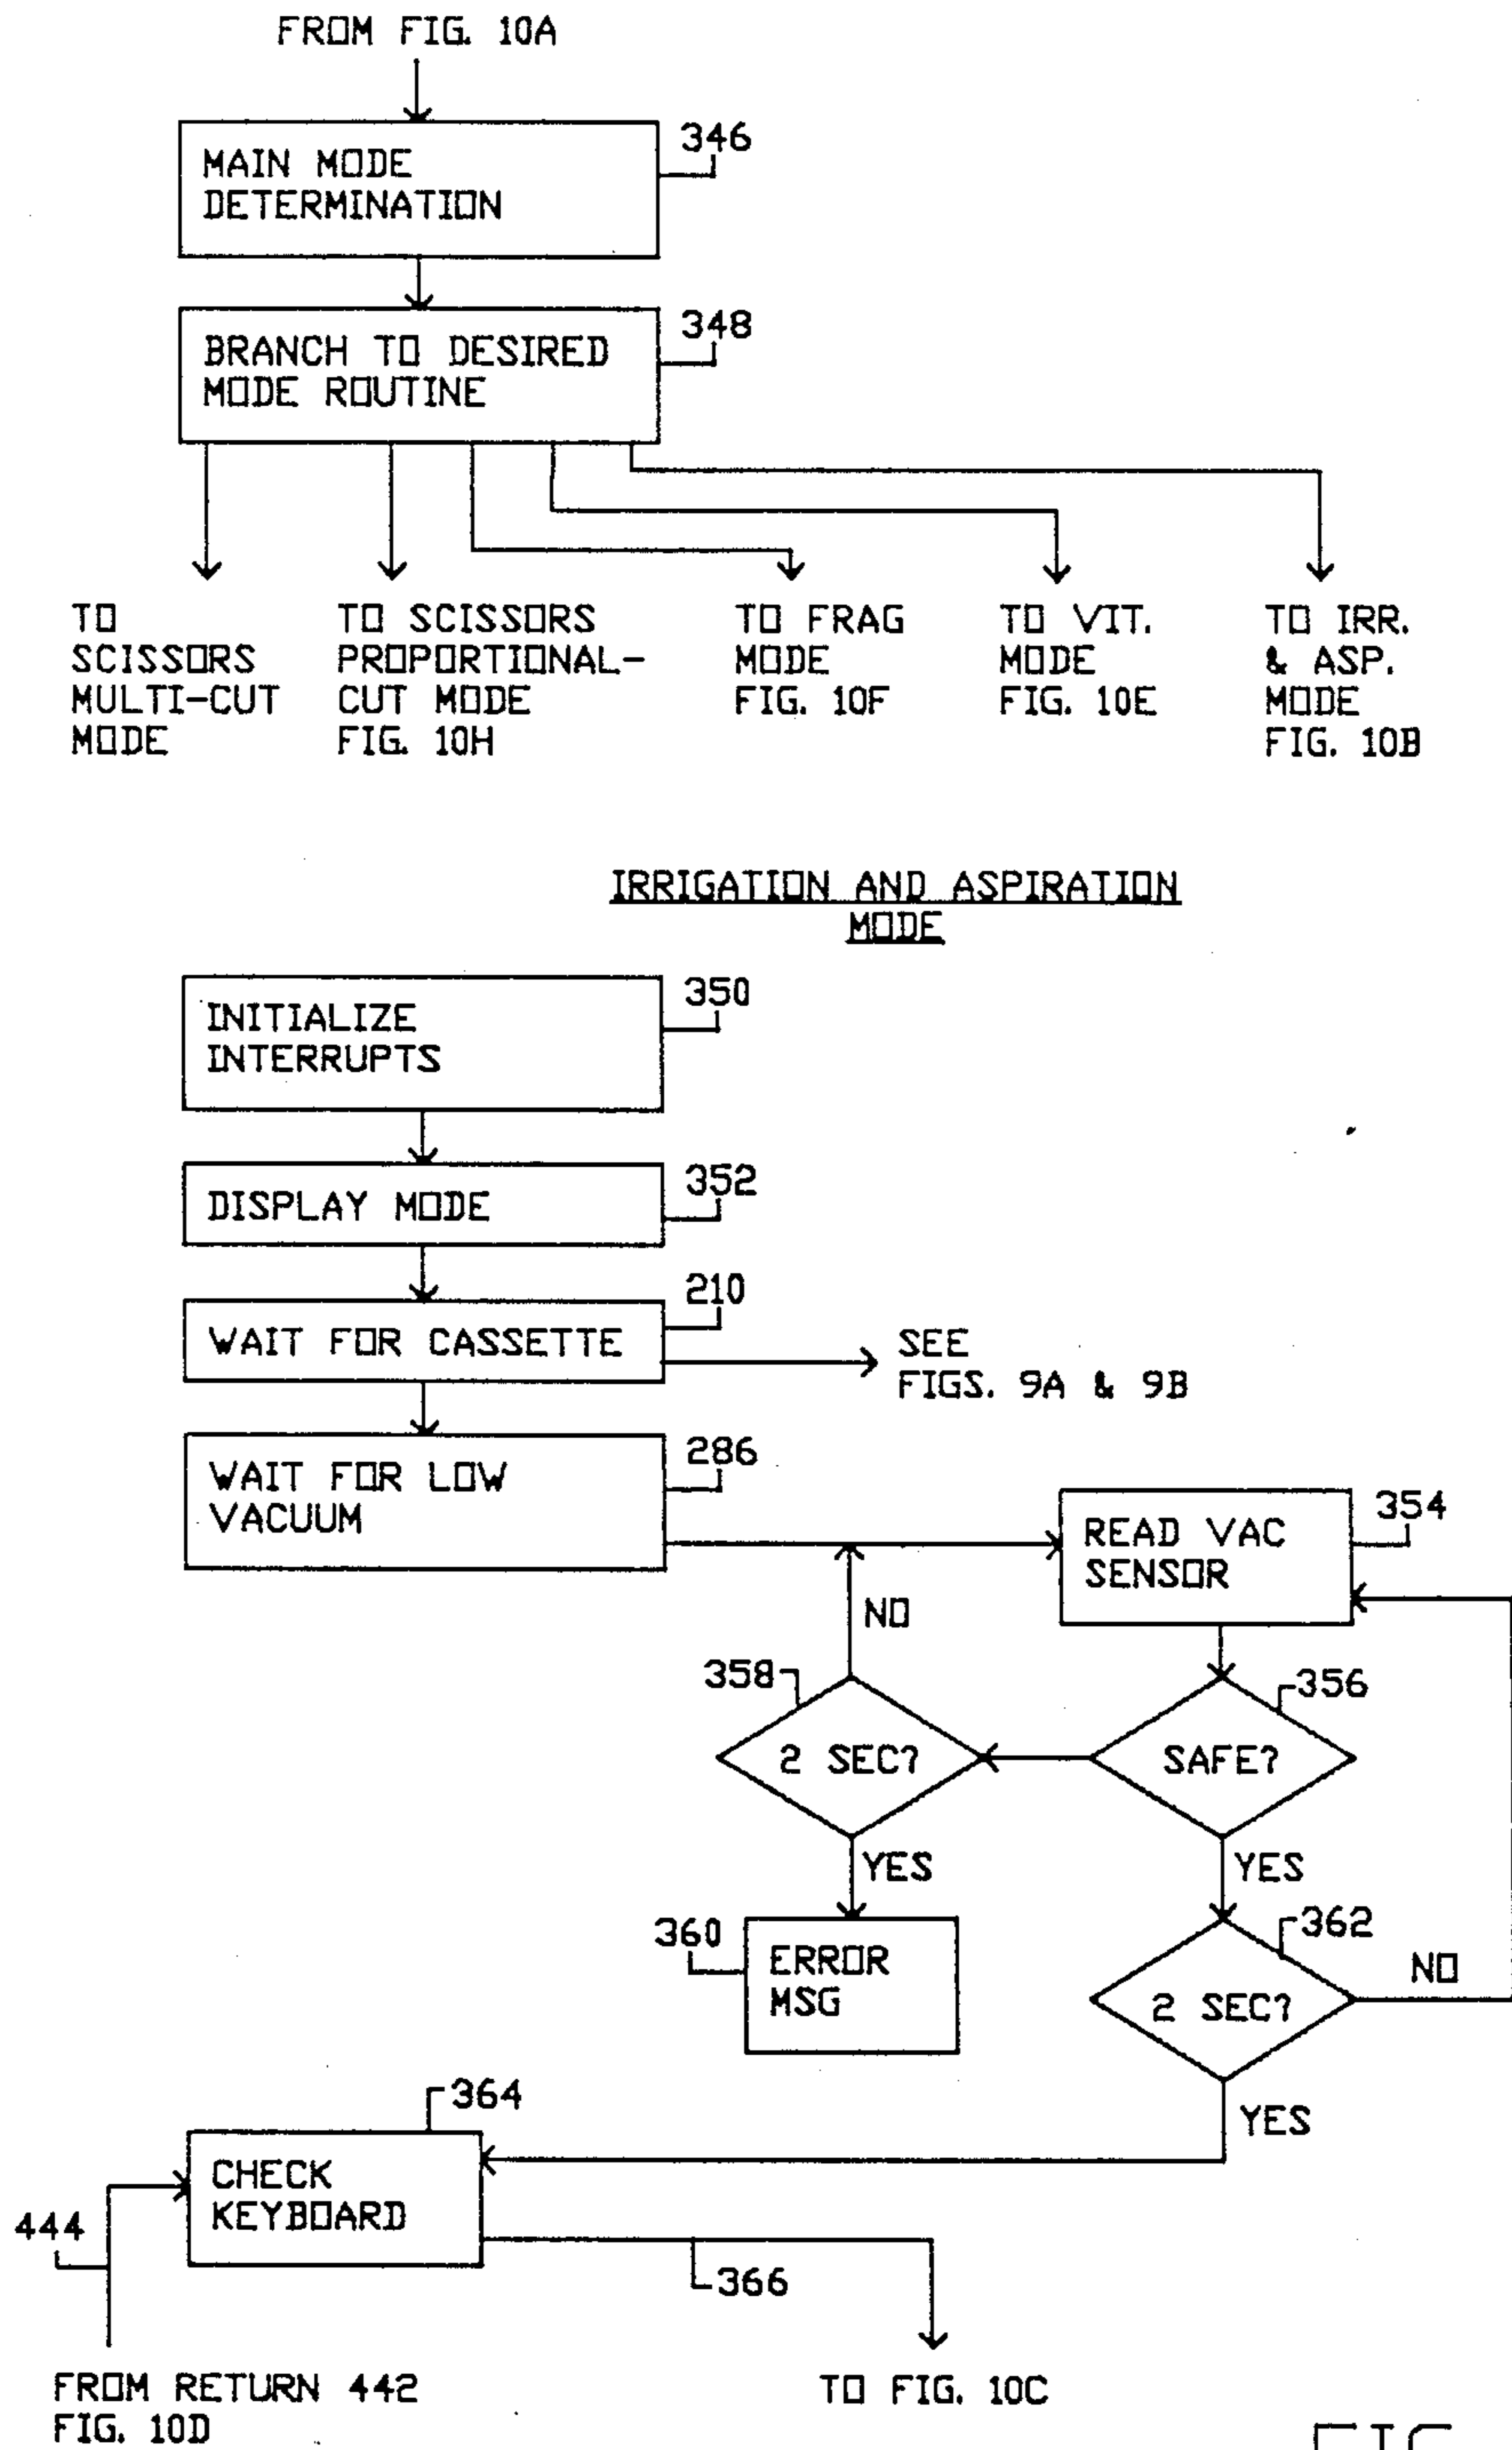 FROM FIG. 10A
346
MAIN MODE
DETERMINATION
348
BRANCH TO DESIRED
MODE ROUTINE
TO
SCISSORS
MULTI-CUT
MODE
TO SCISSORS
PROPORTIONAL-
CUT MODE
FIG. 10H
TO FRAG
MODE
FIG. 10F
TO VIT.
MODE
FIG. 10E
TO IRR.
& ASP.
MODE
FIG. 10B
IRRIGATION AND ASPIRATION
MODE
350
INITIALIZE
INTERRUPTS
352
DISPLAY MODE
210
WAIT FOR CASSETTE
SEE
FIGS. 9A & 9B
286
WAIT FOR LOW
VACUUM
354
READ VAC
SENSOR
NO
358
2 SEC?
356
SAFE?
YES
YES
360
ERROR
MSG
362
2 SEC?
NO
YES
364
CHECK
KEYBOARD
444
366
FROM RETURN 442
FIG. 10D
TO FIG. 10C